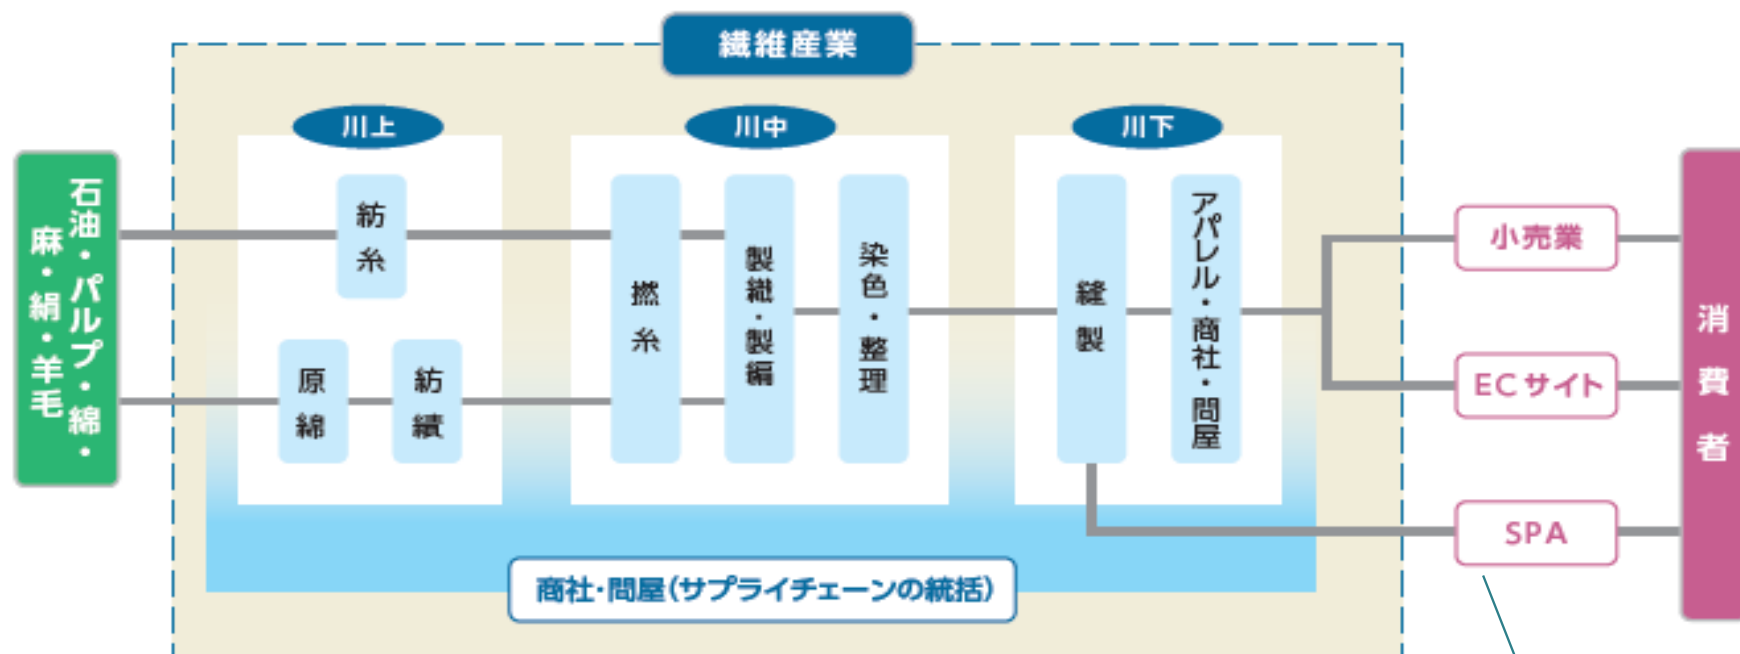 繊維産業
川上
川中
川下
石油・パルプ・綿・
麻・絹・羊毛
紡糸
原綿
紡績
撚糸
製織・製編
染色・整理
縫製
アパレル・商社・問屋
小売業
ECサイト
SPA
消費者
商社・問屋(サプライチェーンの統括)